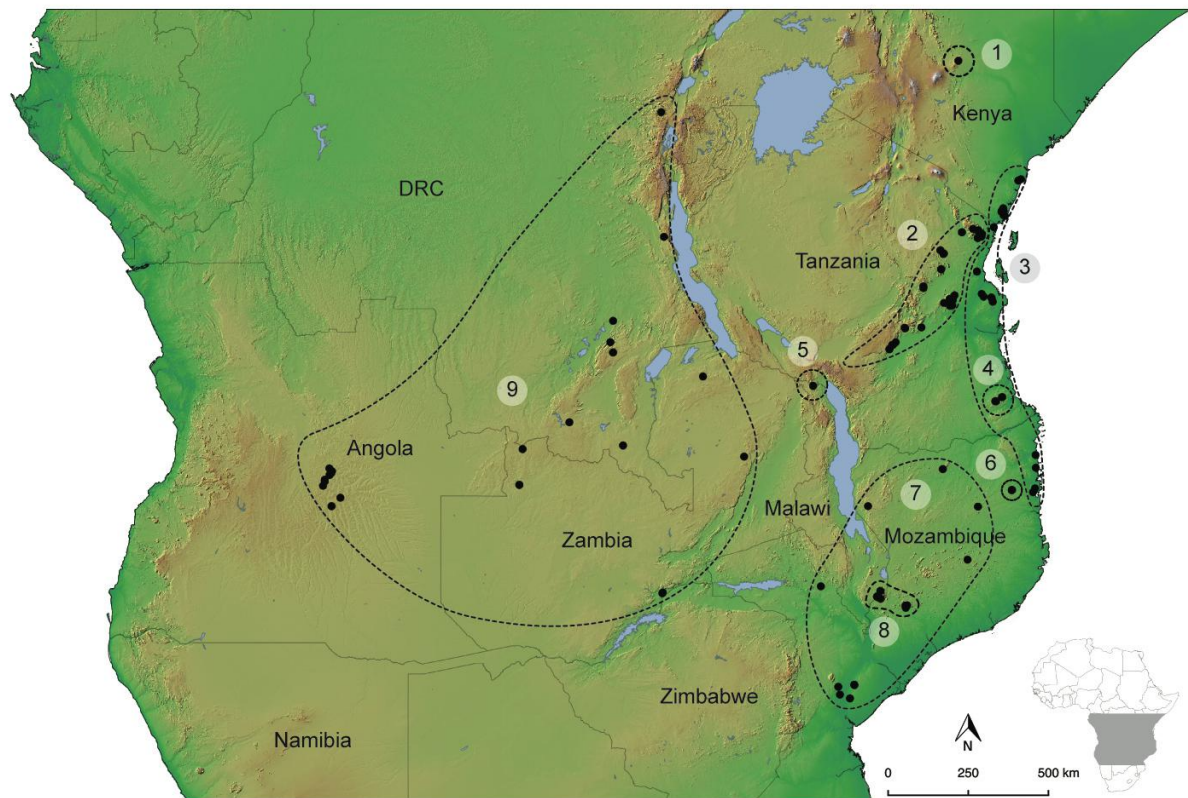 1
Kenya
DRC
2
Tanzania
3
5
4
9
Angola
6
7
Malawi
Mozambique
Zambia
8
Zimbabwe
Namibia
N
0 250 500 km